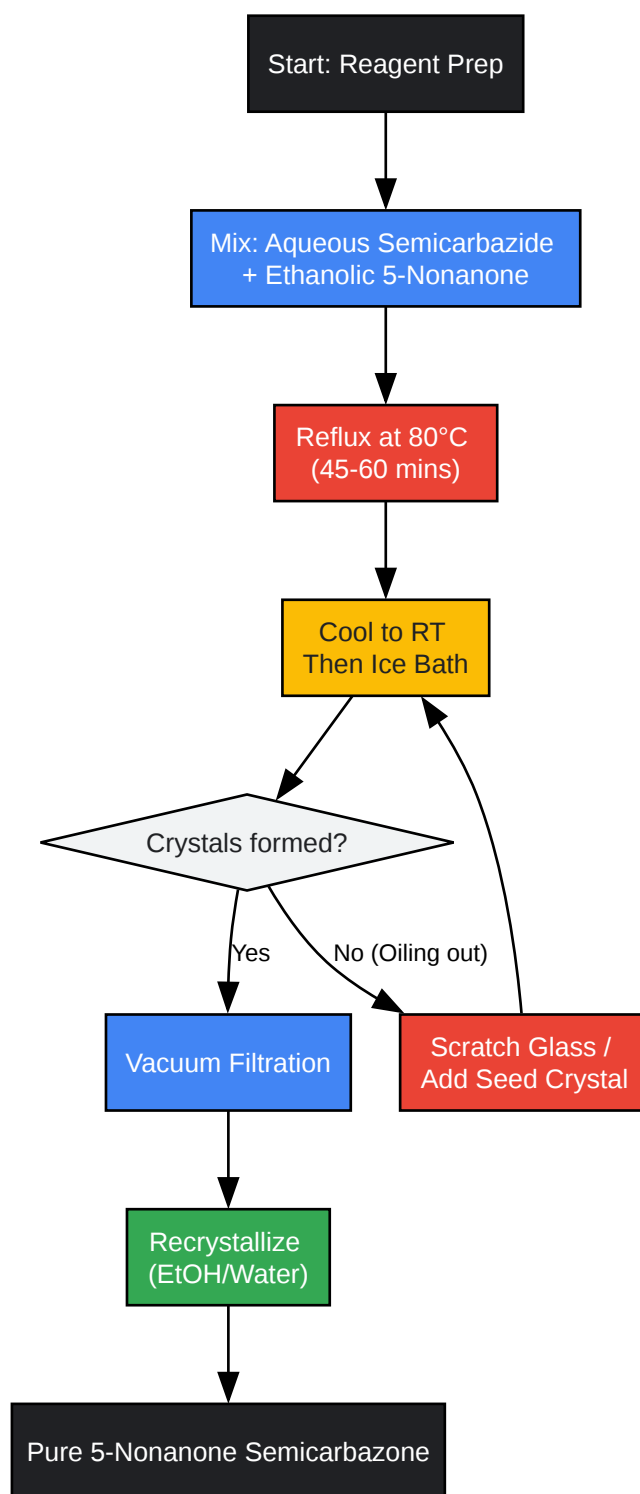 Start: Reagent Prep
Mix: Aqueous Semicarbazide
+ Ethanolic 5-Nonanone
Reflux at 80°C
(45-60 mins)
Cool to RT
Then Ice Bath
Crystals formed?
Yes
No (Oiling out)
Vacuum Filtration
Scratch Glass /
Add Seed Crystal
Recrystallize
(EtOH/Water)
Pure 5-Nonanone Semicarbazone